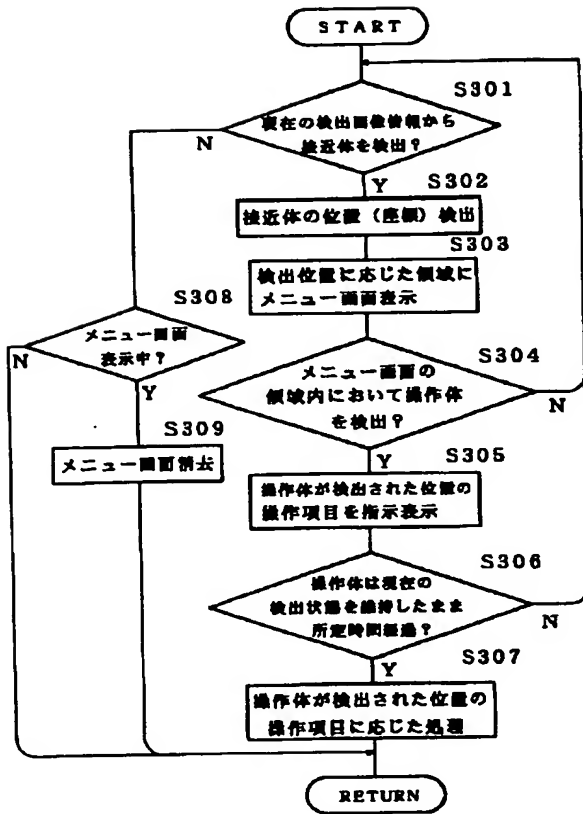 START
S301
現在の検出画像情報から
接近体を検出?
N
Y
S302
接近体の位置(座標)検出
S303
検出位置に応じた領域に
メニュー画面表示
S308
メニュー画面
表示中?
N
Y
S304
メニュー画面の
領域内において操作体
を検出?
N
Y
S309
メニュー画面消去
S305
操作体が検出された位置の
操作項目を指示表示
S306
操作体は現在の
検出状態を維持したまま
所定時間経過?
N
Y
S307
操作体が検出された位置の
操作項目に応じた処理
RETURN